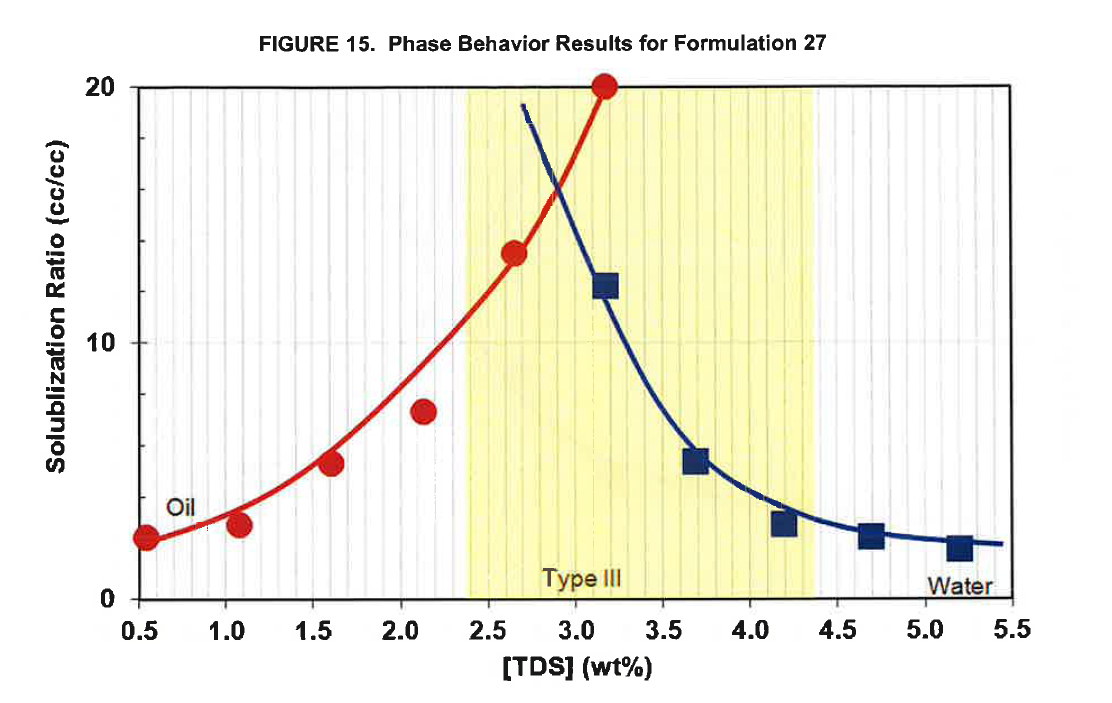 FIGURE 15. Phase Behavior Results for Formulation 27
Solublization Ratio (cc/cc)
20
10
0
Oil
Type III
Water
0.5 1.0 1.5 2.0 2.5 3.0 3.5 4.0 4.5 5.0 5.5
[TDS] (wt%)